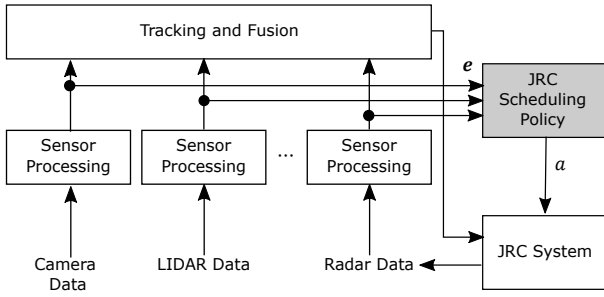 Tracking and Fusion
e
JRC
Scheduling
Policy
Sensor
Processing
Sensor
Processing
...
Sensor
Processing
a
Camera
Data
LIDAR Data
Radar Data
JRC System